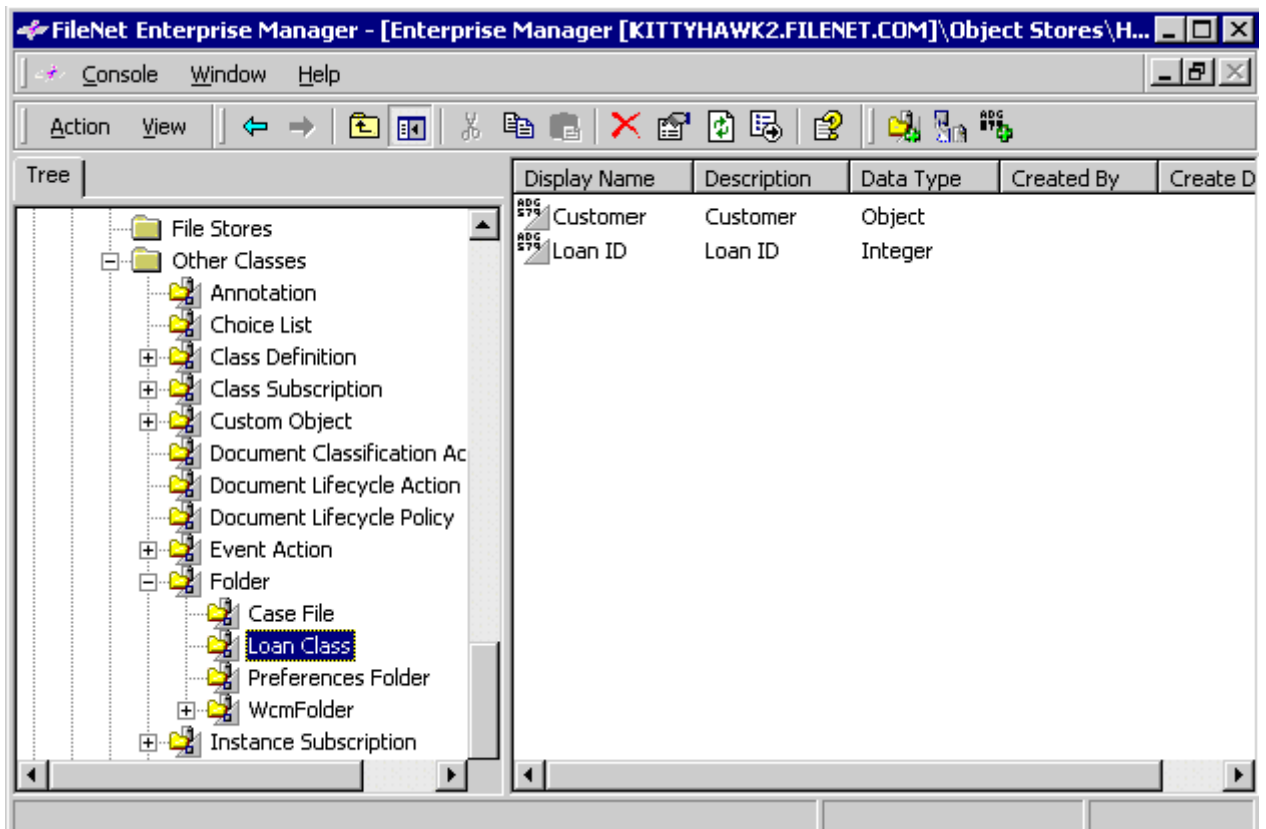 FileNet Enterprise Manager - [Enterprise Manager [KITTYHAWK2.FILENET.COM]\Object Stores\H...
Console Window Help
Action View
Tree
File Stores
Other Classes
Annotation
Choice List
Class Definition
Class Subscription
Custom Object
Document Classification Ac
Document Lifecycle Action
Document Lifecycle Policy
Event Action
Folder
Case File
Loan Class
Preferences Folder
WcmFolder
Instance Subscription
Display Name Description Data Type Created By Create D
Customer Customer Object
Loan ID Loan ID Integer